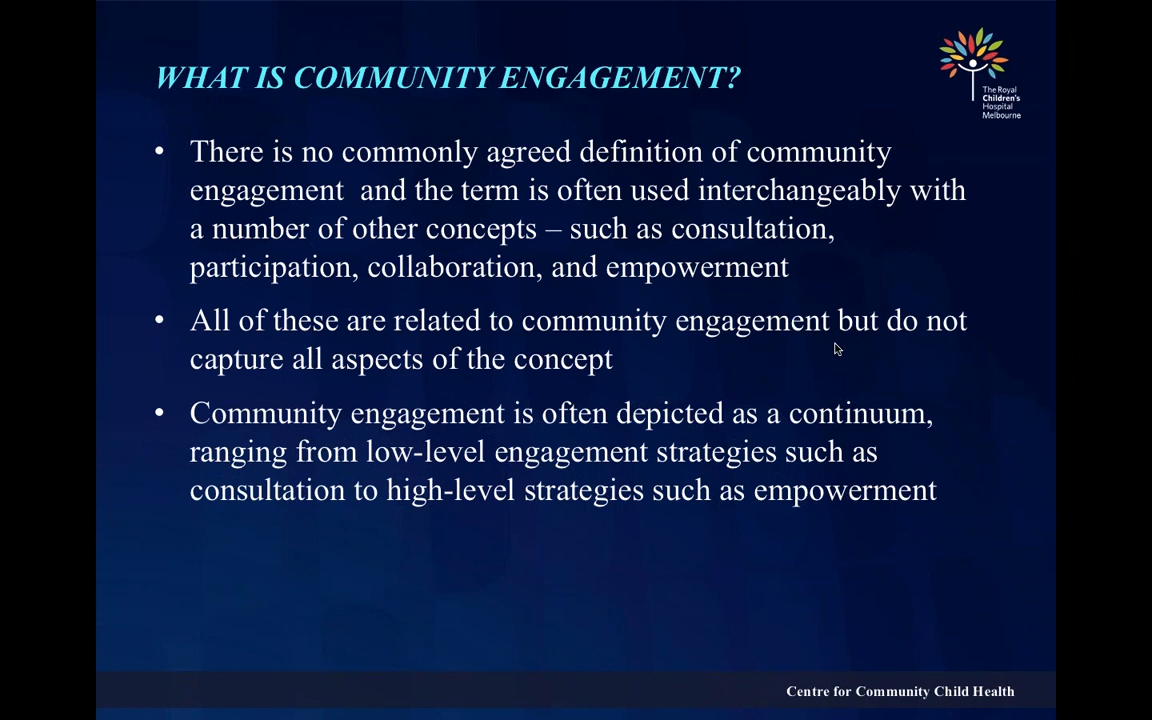 WHAT IS COMMUNITY ENGAGEMENT?
The Royal
Children's
Hospital
Melbourne
• There is no commonly agreed definition of community
engagement  and the term is often used interchangeably with
a number of other concepts – such as consultation,
participation, collaboration, and empowerment
• All of these are related to community engagement but do not
capture all aspects of the concept
• Community engagement is often depicted as a continuum,
ranging from low-level engagement strategies such as
consultation to high-level strategies such as empowerment
Centre for Community Child Health